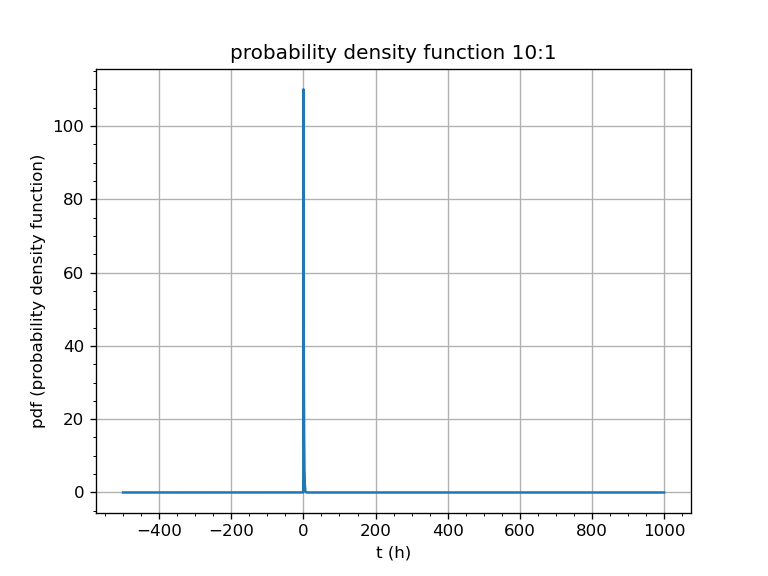 probability density function 10:1
pdf (probability density function)
100
80
60
40
20
0
−400 −200 0 200 400 600 800 1000
t (h)